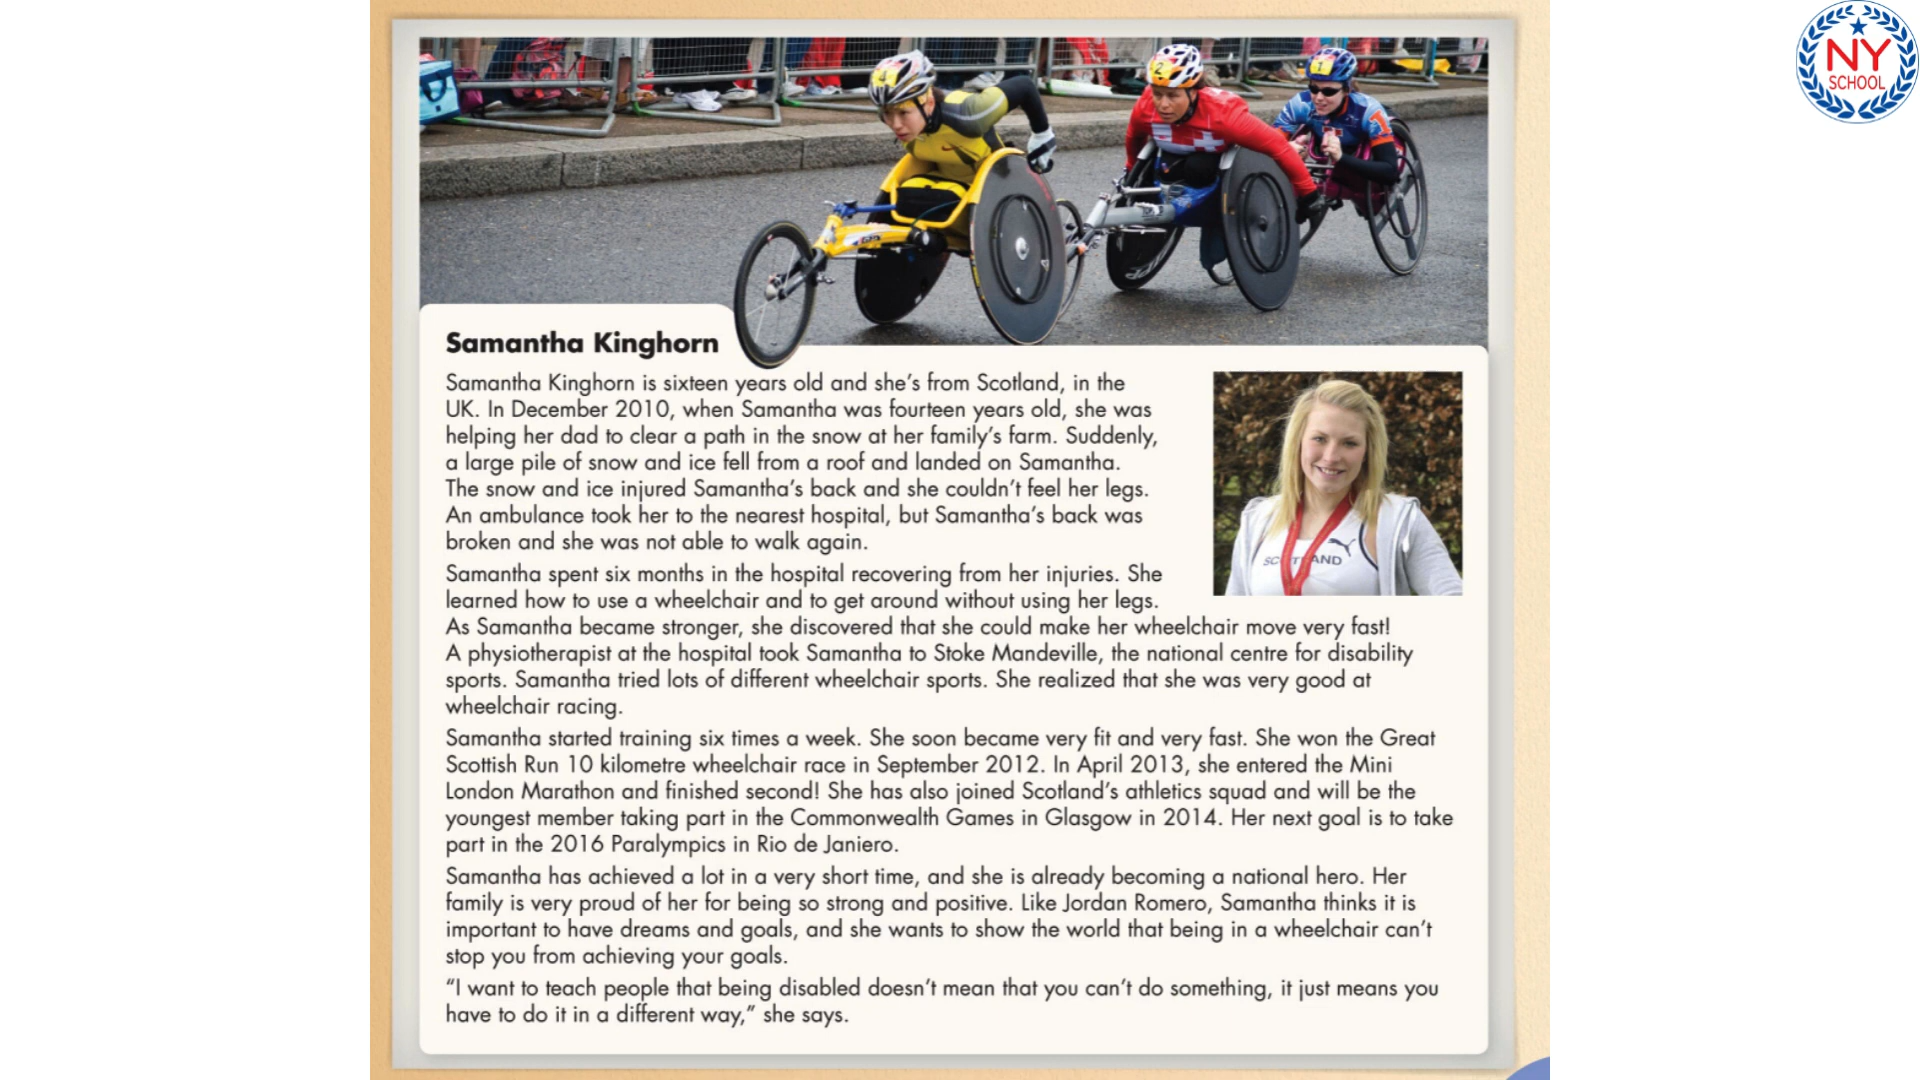 NY
SCHOOL
4
2
1
Samantha Kinghorn
Samantha Kinghorn is sixteen years old and she's from Scotland, in the
UK. In December 2010, when Samantha was fourteen years old, she was
helping her dad to clear a path in the snow at her family's farm. Suddenly,
a large pile of snow and ice fell from a roof and landed on Samantha.
The snow and ice injured Samantha's back and she couldn't feel her legs.
An ambulance took her to the nearest hospital, but Samantha's back was
broken and she was not able to walk again.
SCOTLAND
Samantha spent six months in the hospital recovering from her injuries. She
learned how to use a wheelchair and to get around without using her legs.
As Samantha became stronger, she discovered that she could make her wheelchair move very fast!
A physiotherapist at the hospital took Samantha to Stoke Mandeville, the national centre for disability
sports. Samantha tried lots of different wheelchair sports. She realized that she was very good at
wheelchair racing.
Samantha started training six times a week. She soon became very fit and very fast. She won the Great
Scottish Run 10 kilometre wheelchair race in September 2012. In April 2013, she entered the Mini
London Marathon and finished second! She has also joined Scotland's athletics squad and will be the
youngest member taking part in the Commonwealth Games in Glasgow in 2014. Her next goal is to take
part in the 2016 Paralympics in Rio de Janiero.
Samantha has achieved a lot in a very short time, and she is already becoming a national hero. Her
family is very proud of her for being so strong and positive. Like Jordan Romero, Samantha thinks it is
important to have dreams and goals, and she wants to show the world that being in a wheelchair can't
stop you from achieving your goals.
"I want to teach people that being disabled doesn't mean that you can't do something, it just means you
have to do it in a different way," she says.